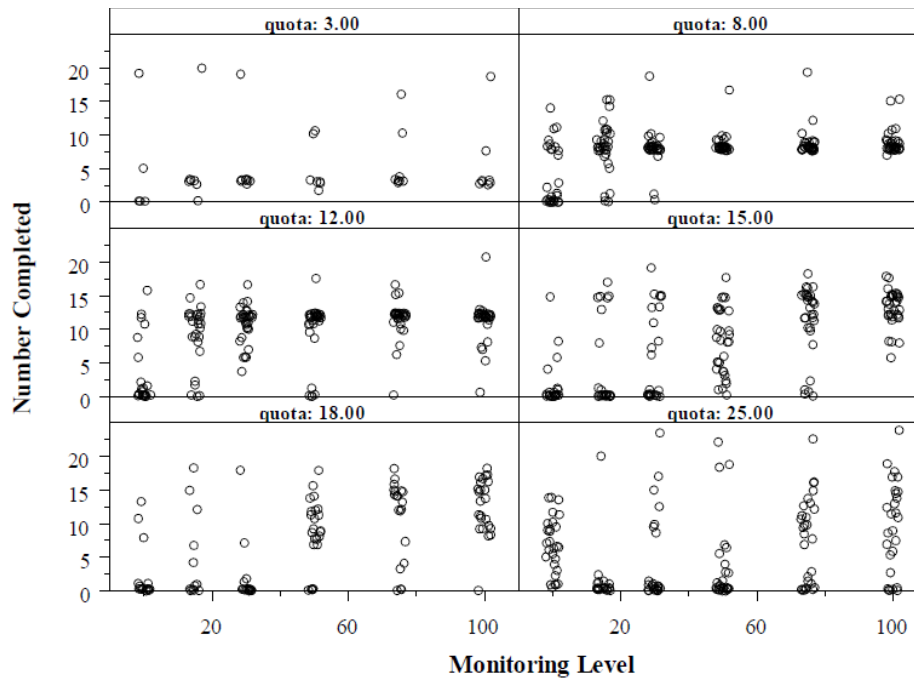 quota: 3.00 quota: 8.00
20
15
10
5
0
quota: 12.00 quota: 15.00
20
15
10
5
0
quota: 18.00 quota: 25.00
20
15
10
5
0
Number Completed
20 60 100 20 60 100
Monitoring Level